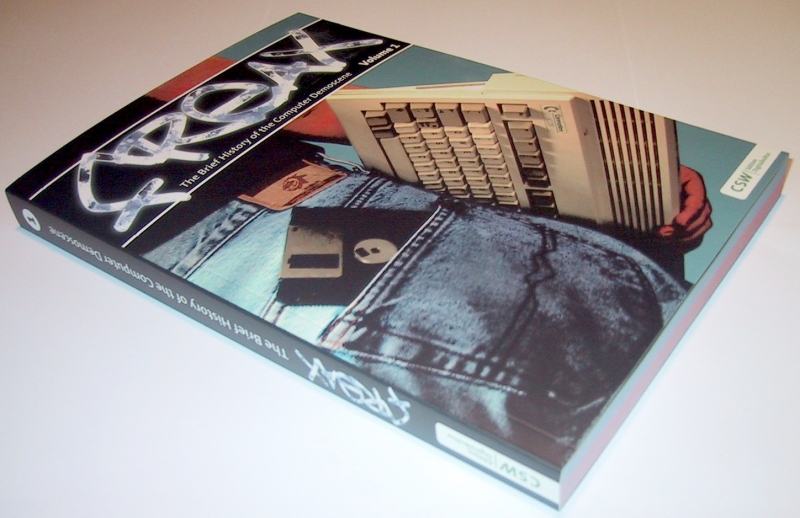 FREAX
The Brief History of the Computer Demoscene
Volume 1
CSW
1
The Brief History of the Computer Demoscene
FREAX
CSW